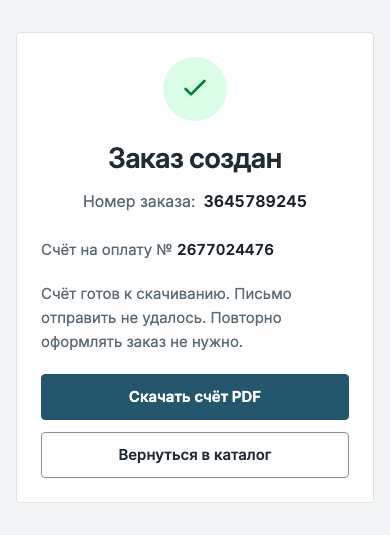 Заказ создан
Номер заказа: 3645789245
Счёт на оплату № 2677024476
Счёт готов к скачиванию. Письмо
отправить не удалось. Повторно
оформлять заказ не нужно.
Скачать счёт PDF
Вернуться в каталог